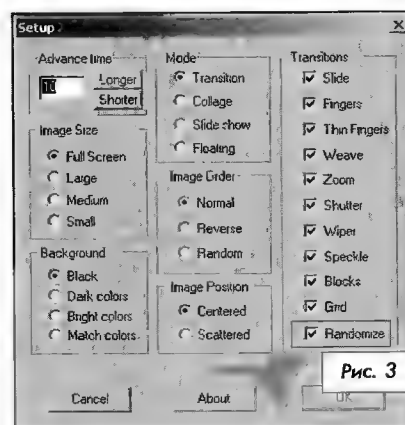 Setup
X
Advance time
10
Longer
Shorter
Image Size
Full Screen
Large
Medium
Small
Background
Black
Dark colors
Bright colors
Match colors
Mode
Transition
Collage
Slide show
Floating
Image Order
Normal
Reverse
Random
Image Position
Centered
Scattered
Transitions
Slide
Fingers
Thin Fingers
Weave
Zoom
Shutter
Wiper
Speckle
Blocks
Grid
Randomize
Cancel
About
OK
Рис. 3